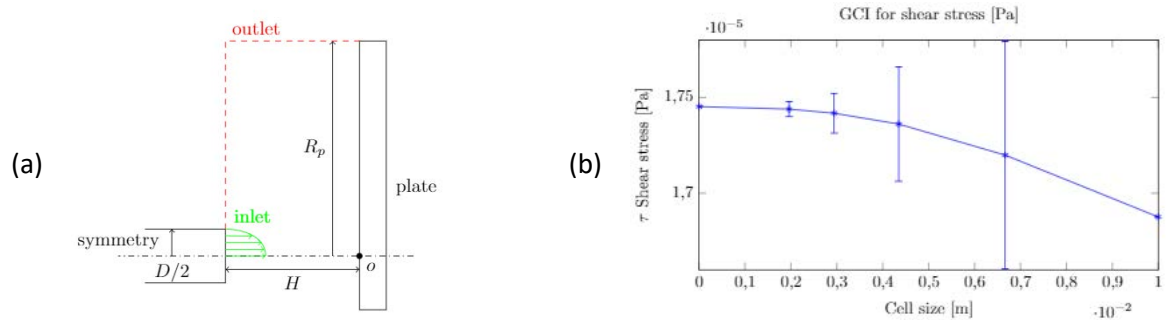 (a)
outlet
R_p
plate
inlet
symmetry
D/2
H
o
(b)
GCI for shear stress [Pa]
·10⁻⁵
1,75
1,7
τ Shear stress [Pa]
0 0,1 0,2 0,3 0,4 0,5 0,6 0,7 0,8 0,9 1
Cell size [m]
·10⁻²